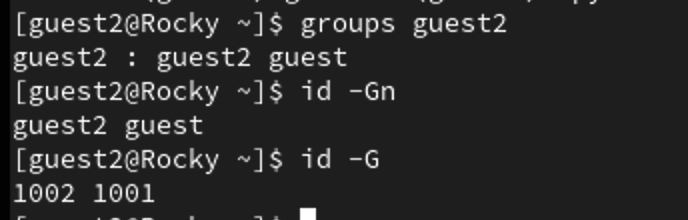 [guest2@Rocky ~]$ groups guest2
guest2 : guest2 guest
[guest2@Rocky ~]$ id -Gn
guest2 guest
[guest2@Rocky ~]$ id -G
1002 1001